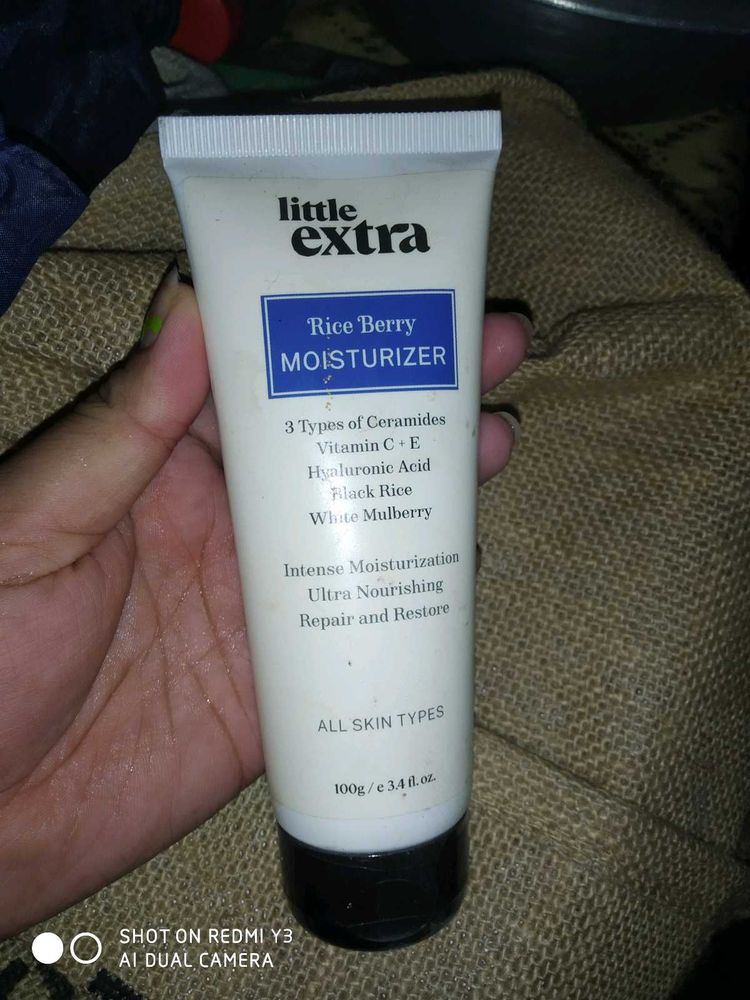 little
extra
Rice Berry
MOISTURIZER
3 Types of Ceramides
Vitamin C + E
Hyaluronic Acid
Black Rice
White Mulberry
Intense Moisturization
Ultra Nourishing
Repair and Restore
ALL SKIN TYPES
100g / e 3.4 fl. oz.
SHOT ON REDMI Y3
AI DUAL CAMERA